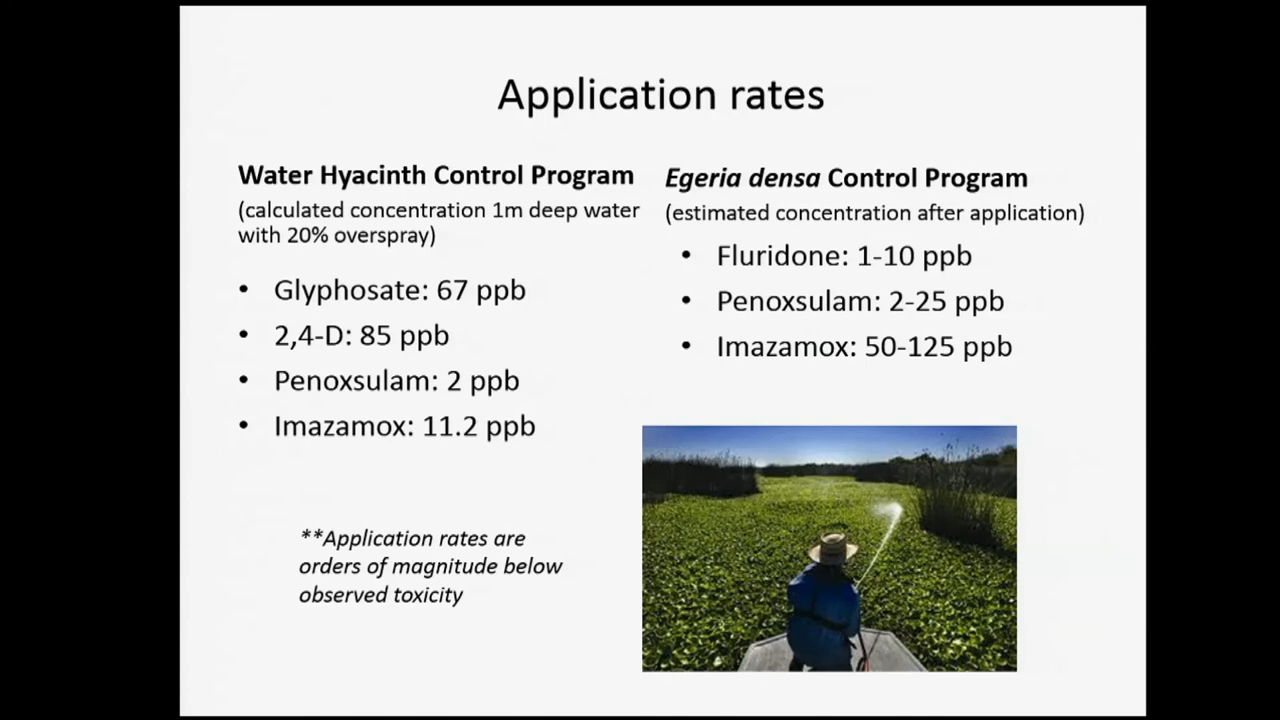 Application rates
Water Hyacinth Control Program
(calculated concentration 1m deep water
with 20% overspray)
• Glyphosate: 67 ppb
• 2,4-D: 85 ppb
• Penoxsulam: 2 ppb
• Imazamox: 11.2 ppb
**Application rates are
orders of magnitude below
observed toxicity
Egeria densa Control Program
(estimated concentration after application)
• Fluridone: 1-10 ppb
• Penoxsulam: 2-25 ppb
• Imazamox: 50-125 ppb